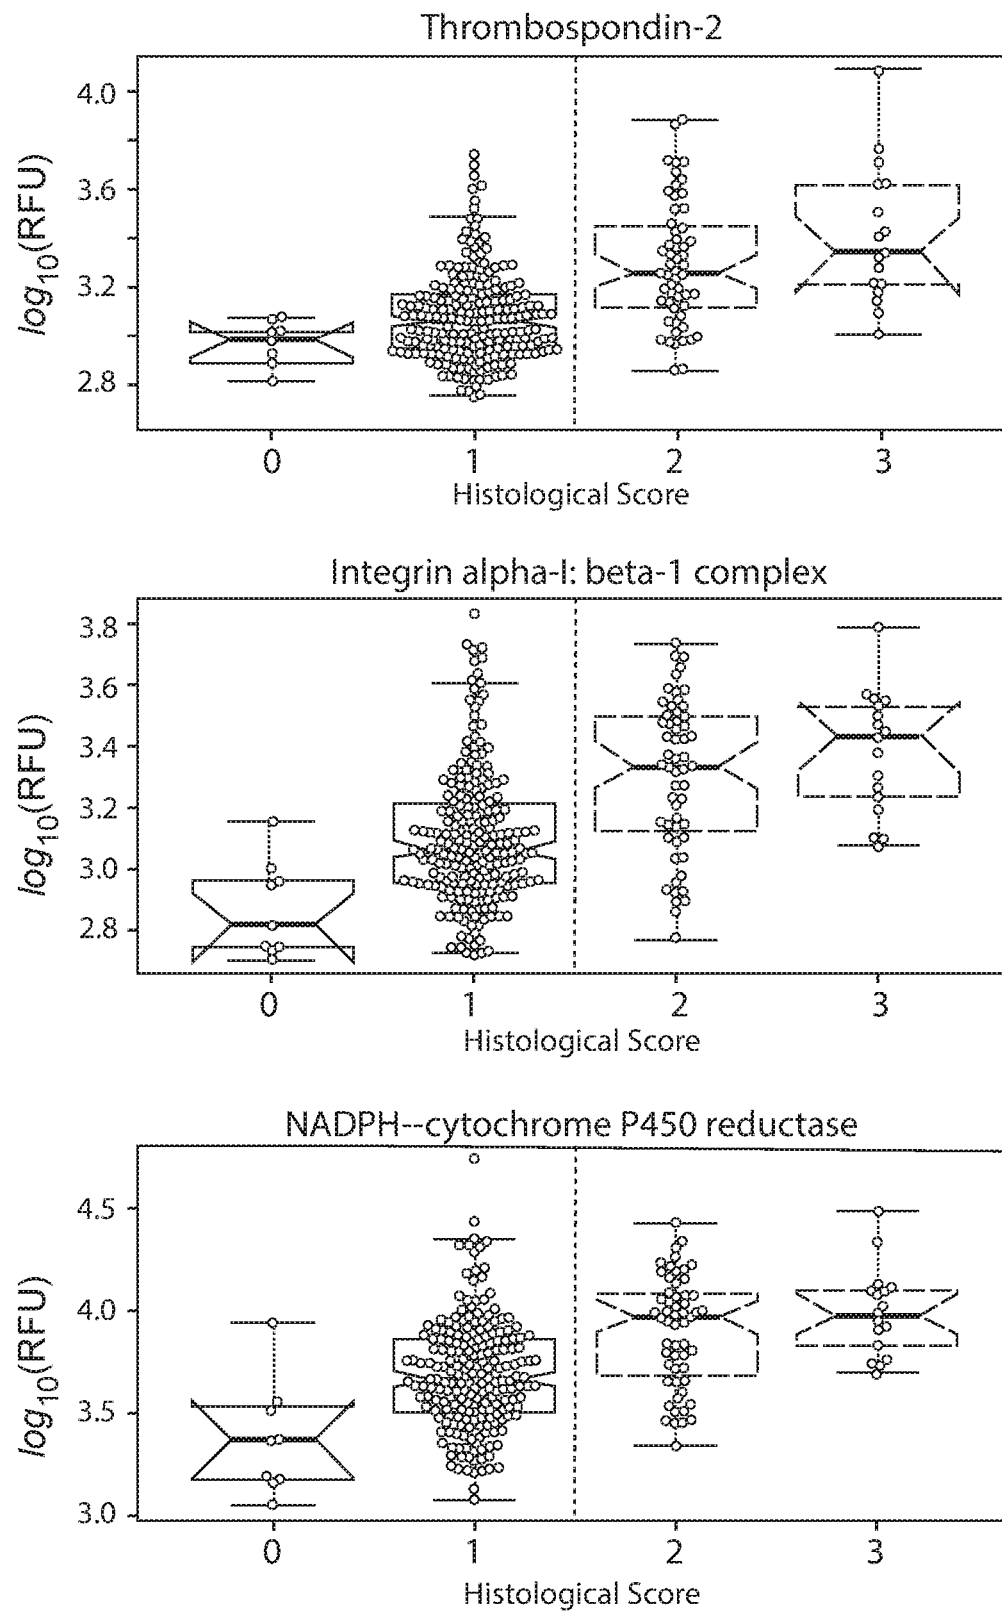 Thrombospondin-2
log10(RFU)
4.0
3.6
3.2
2.8
0 1 2 3
Histological Score
Integrin alpha-I: beta-1 complex
log10(RFU)
3.8
3.6
3.4
3.2
3.0
2.8
0 1 2 3
Histological Score
NADPH--cytochrome P450 reductase
log10(RFU)
4.5
4.0
3.5
3.0
0 1 2 3
Histological Score